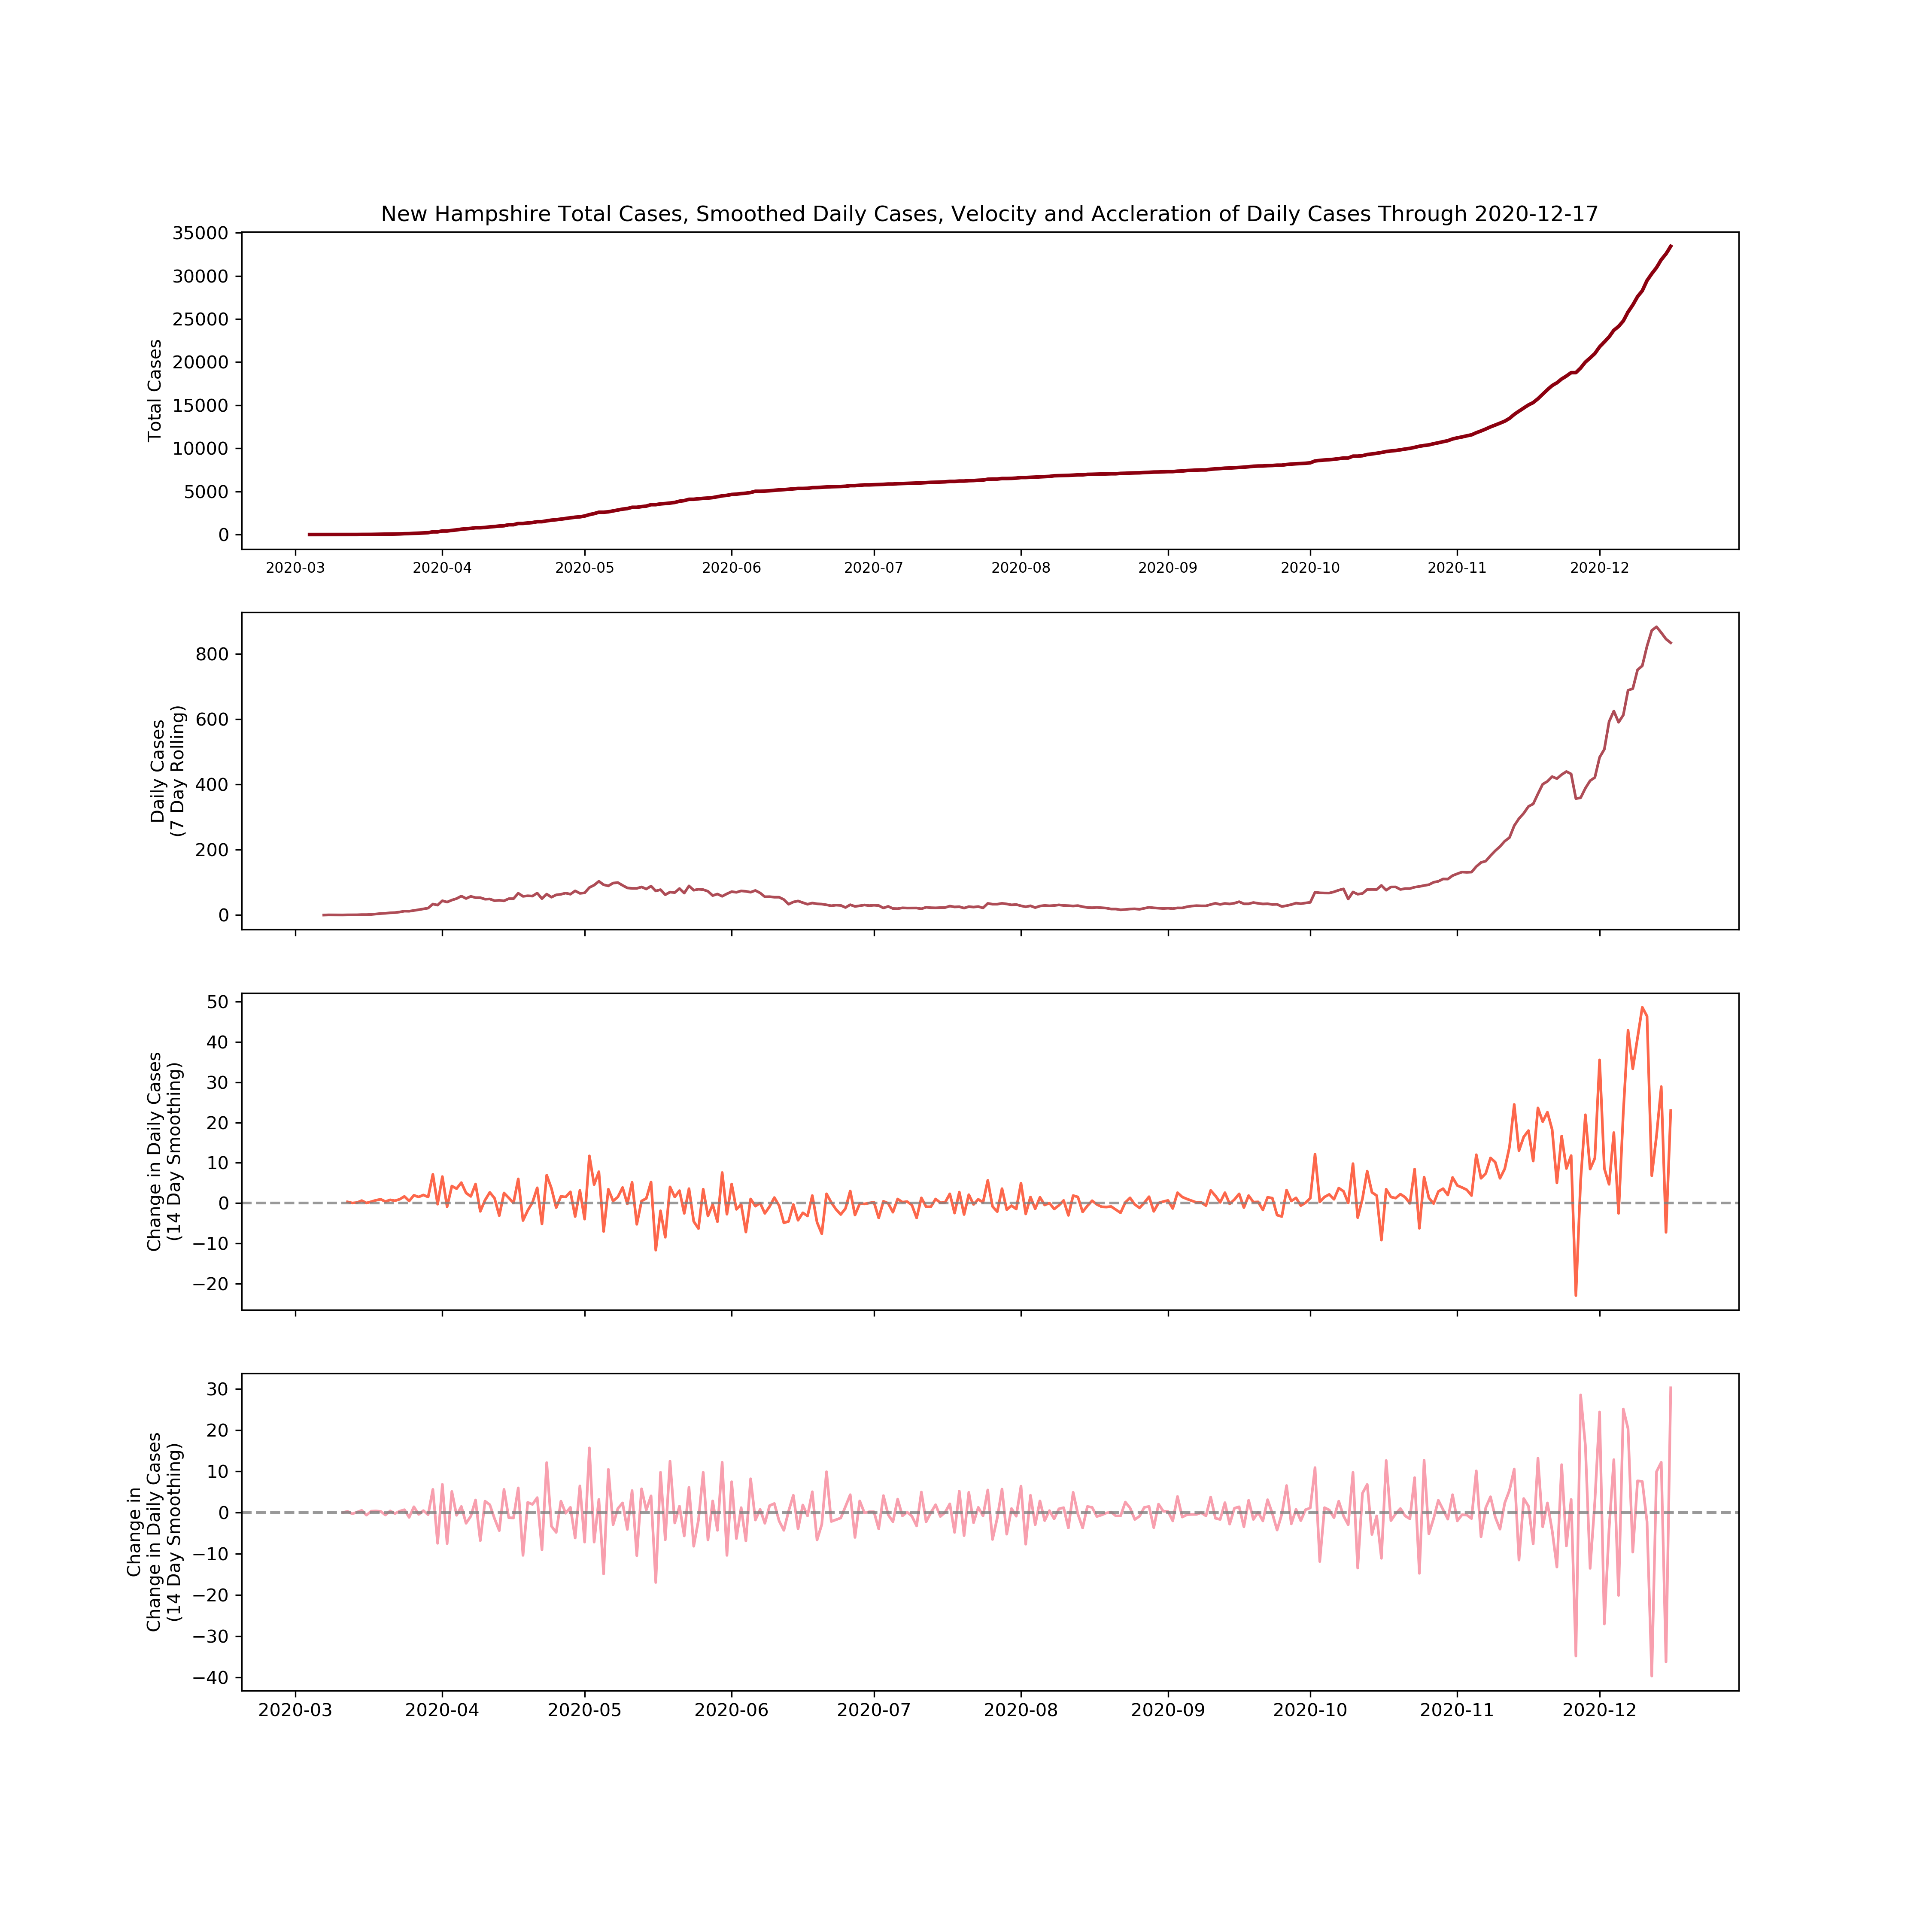 New Hampshire Total Cases, Smoothed Daily Cases, Velocity and Accleration of Daily Cases Through 2020-12-17
Total Cases
35000
30000
25000
20000
15000
10000
5000
0
2020-03 2020-04 2020-05 2020-06 2020-07 2020-08 2020-09 2020-10 2020-11 2020-12
Daily Cases
(7 Day Rolling)
800
600
400
200
0
Change in Daily Cases
(14 Day Smoothing)
50
40
30
20
10
0
−10
−20
Change in
Change in Daily Cases
(14 Day Smoothing)
30
20
10
0
−10
−20
−30
−40
2020-03 2020-04 2020-05 2020-06 2020-07 2020-08 2020-09 2020-10 2020-11 2020-12